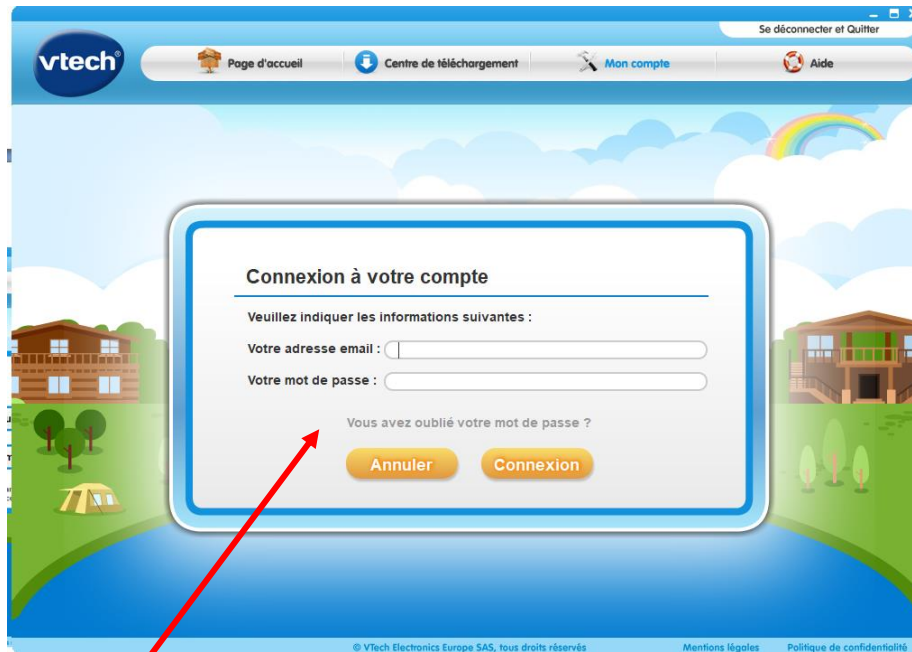 Se déconnecter et Quitter
vtech®
Page d'accueil
Centre de téléchargement
Mon compte
Aide
Connexion à votre compte
Veuillez indiquer les informations suivantes :
Votre adresse email :
Votre mot de passe :
Vous avez oublié votre mot de passe ?
Annuler
Connexion
© VTech Electronics Europe SAS, tous droits réservés
Mentions légales
Politique de confidentialité